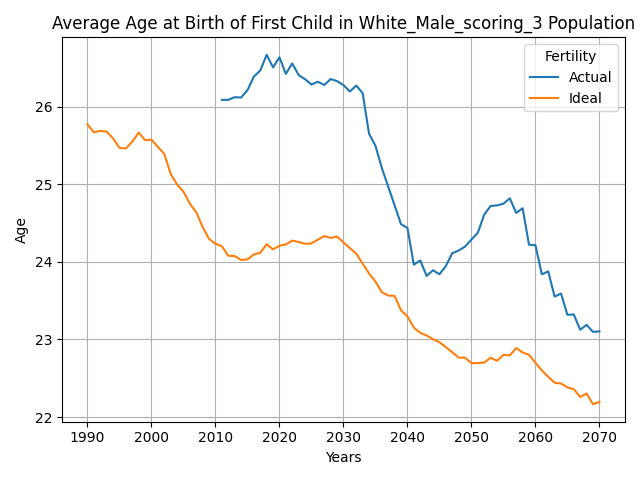 Average Age at Birth of First Child in White_Male_scoring_3 Population
Fertility
Actual
Ideal
Age
26
25
24
23
22
1990 2000 2010 2020 2030 2040 2050 2060 2070
Years